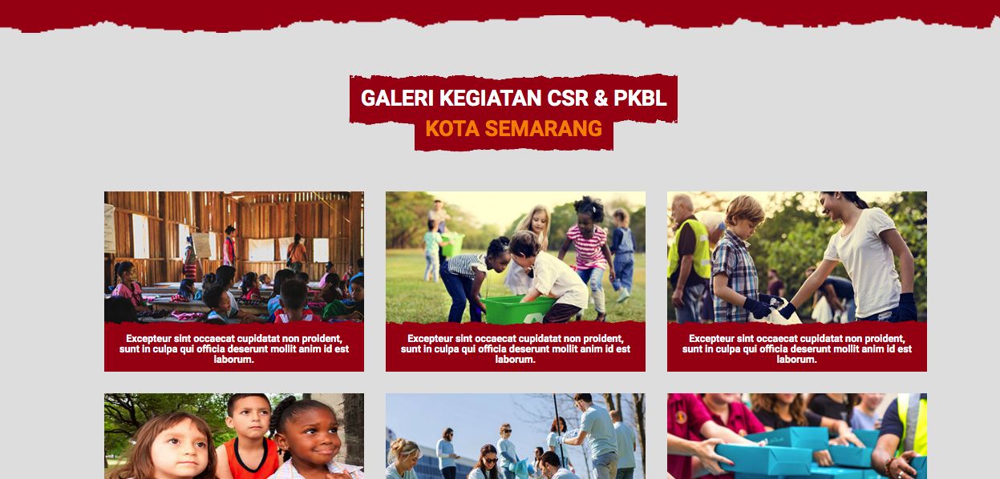 GALERI KEGIATAN CSR & PKBL
KOTA SEMARANG
Excepteur sint occaecat cupidatat non proident,
sunt in culpa qui officia deserunt mollit anim id est
laborum.
Excepteur sint occaecat cupidatat non proident,
sunt in culpa qui officia deserunt mollit anim id est
laborum.
Excepteur sint occaecat cupidatat non proident,
sunt in culpa qui officia deserunt mollit anim id est
laborum.